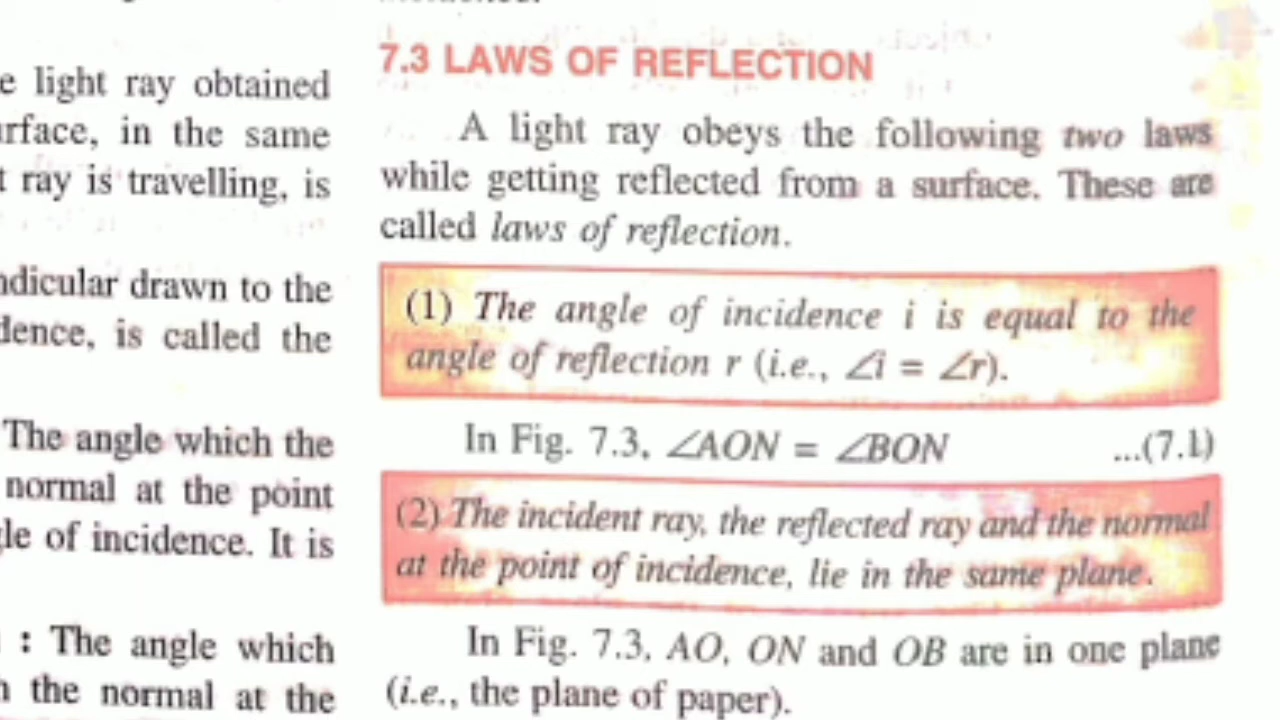 e light ray obtained
urface, in the same
t ray is travelling, is
ndicular drawn to the
dence, is called the
The angle which the
normal at the point
gle of incidence. It is
: The angle which
n the normal at the
7.3 LAWS OF REFLECTION
A light ray obeys the following two laws
while getting reflected from a surface. These are
called laws of reflection.
(1) The angle of incidence i is equal to the
angle of reflection r (i.e., ∠i = ∠r).
In Fig. 7.3, ∠AON = ∠BON ...(7.1)
(2) The incident ray, the reflected ray and the normal
at the point of incidence, lie in the same plane.
In Fig. 7.3, AO, ON and OB are in one plane
(i.e., the plane of paper).